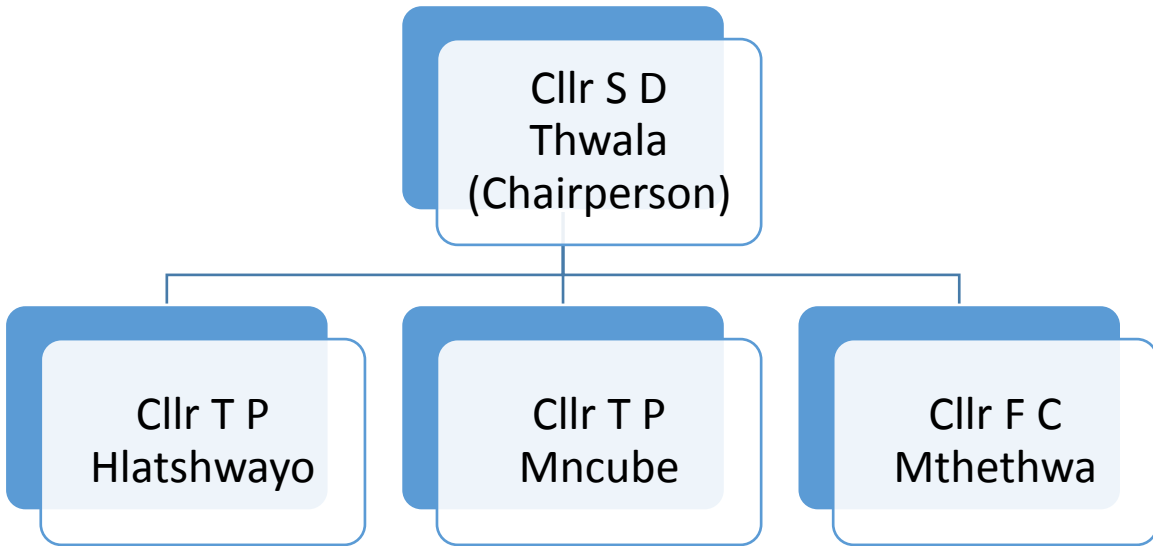 Cllr S D
Thwala
(Chairperson)
Cllr T P
Hlatshwayo
Cllr T P
Mncube
Cllr F C
Mthethwa